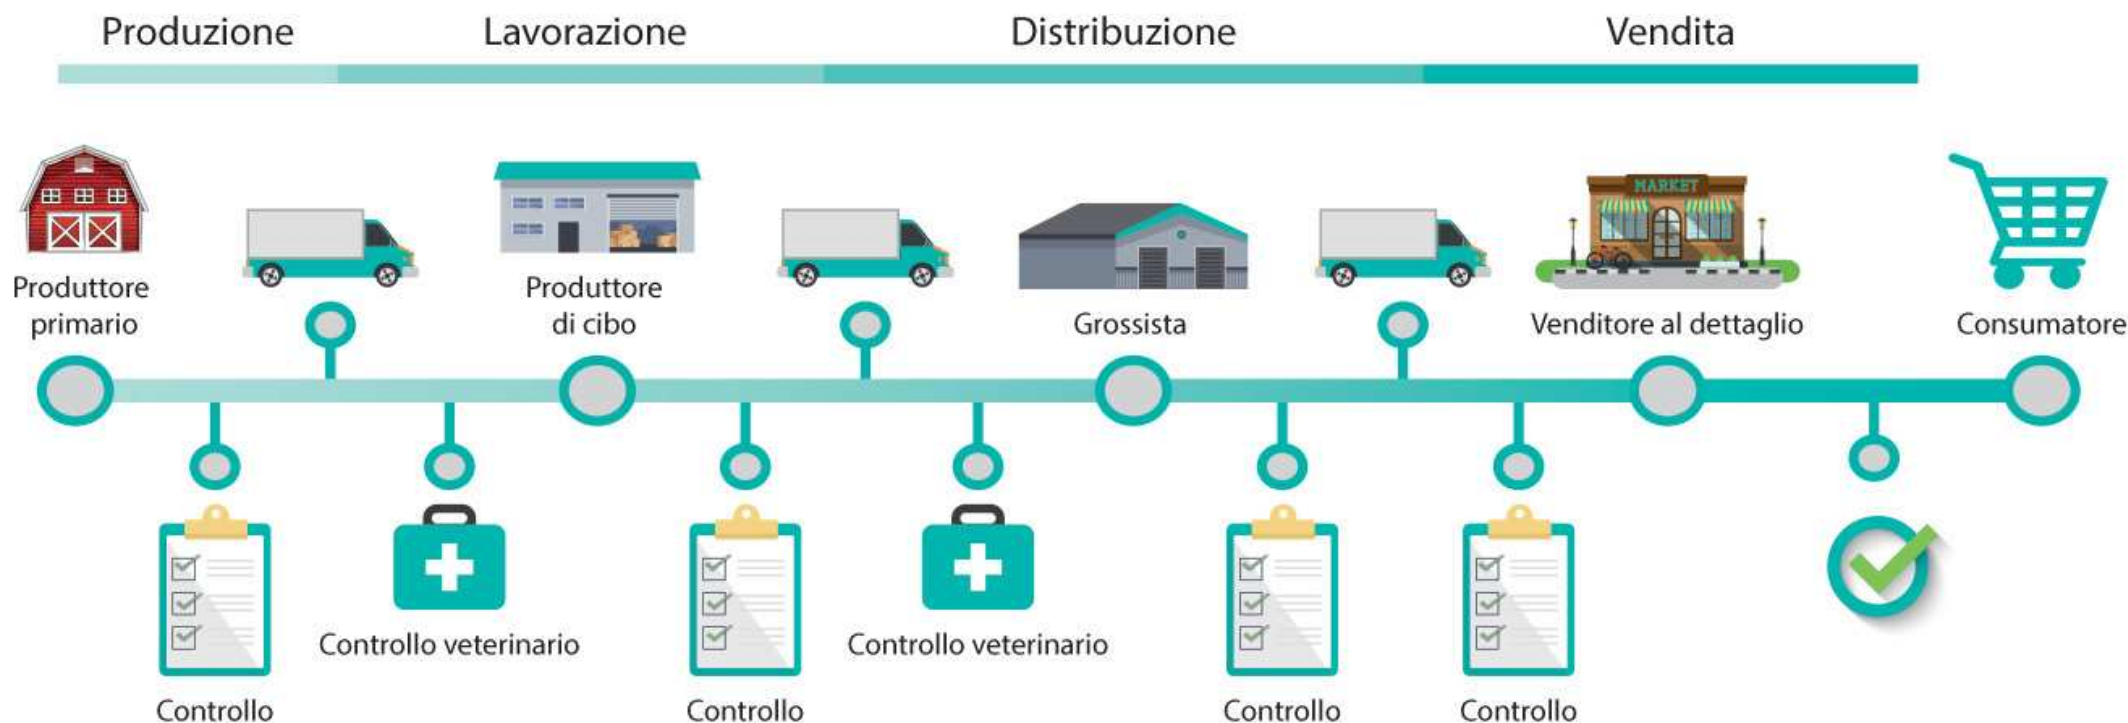 Produzione
Lavorazione
Distribuzione
Vendita
MARKET
Produttore
primario
Produttore
di cibo
Grossista
Venditore al dettaglio
Consumatore
Controllo
Controllo veterinario
Controllo
Controllo veterinario
Controllo
Controllo